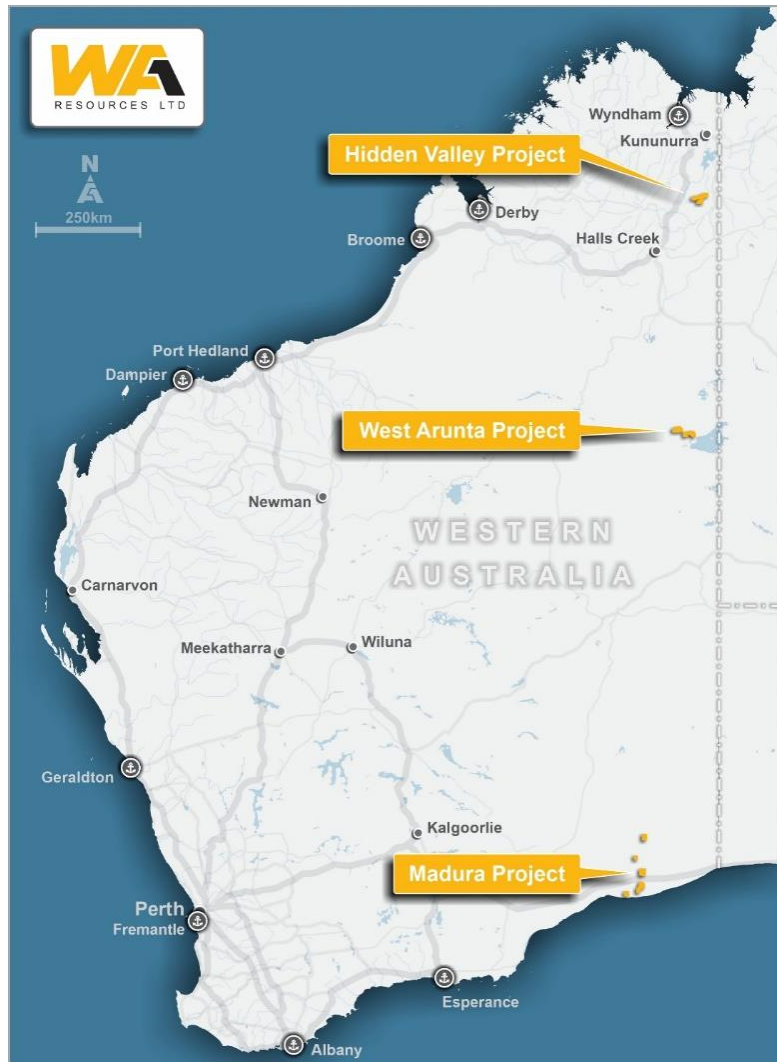 WA
RESOURCES LTD
N
250km
Wyndham
Kununurra
Hidden Valley Project
Derby
Broome
Halls Creek
Port Hedland
Dampier
West Arunta Project
Newman
WESTERN
AUSTRALIA
Carnarvon
Meekatharra
Wiluna
Geraldton
Kalgoorlie
Madura Project
Perth
Fremantle
Esperance
Albany